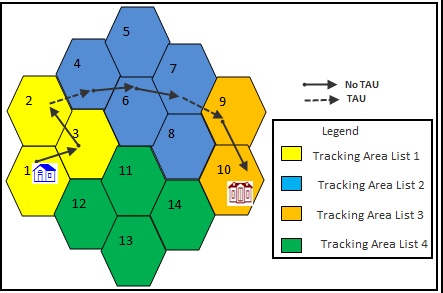 5
4
7
2
6
9
3
8
1
11
10
12
14
13
No TAU
TAU
Legend
Tracking Area List 1
Tracking Area List 2
Tracking Area List 3
Tracking Area List 4